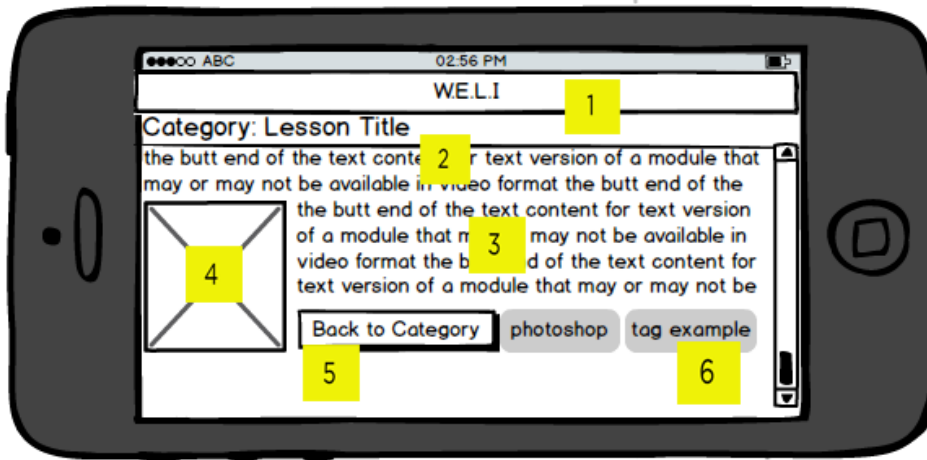 ABC 02:56 PM
W.E.L.I
1
Category: Lesson Title
2
the butt end of the text conte r text version of a module that
may or may not be available in video format the butt end of the
the butt end of the text content for text version
of a module that m may not be available in
3
video format the b d of the text content for
text version of a module that may or may not be
4
Back to Category photoshop tag example
5
6